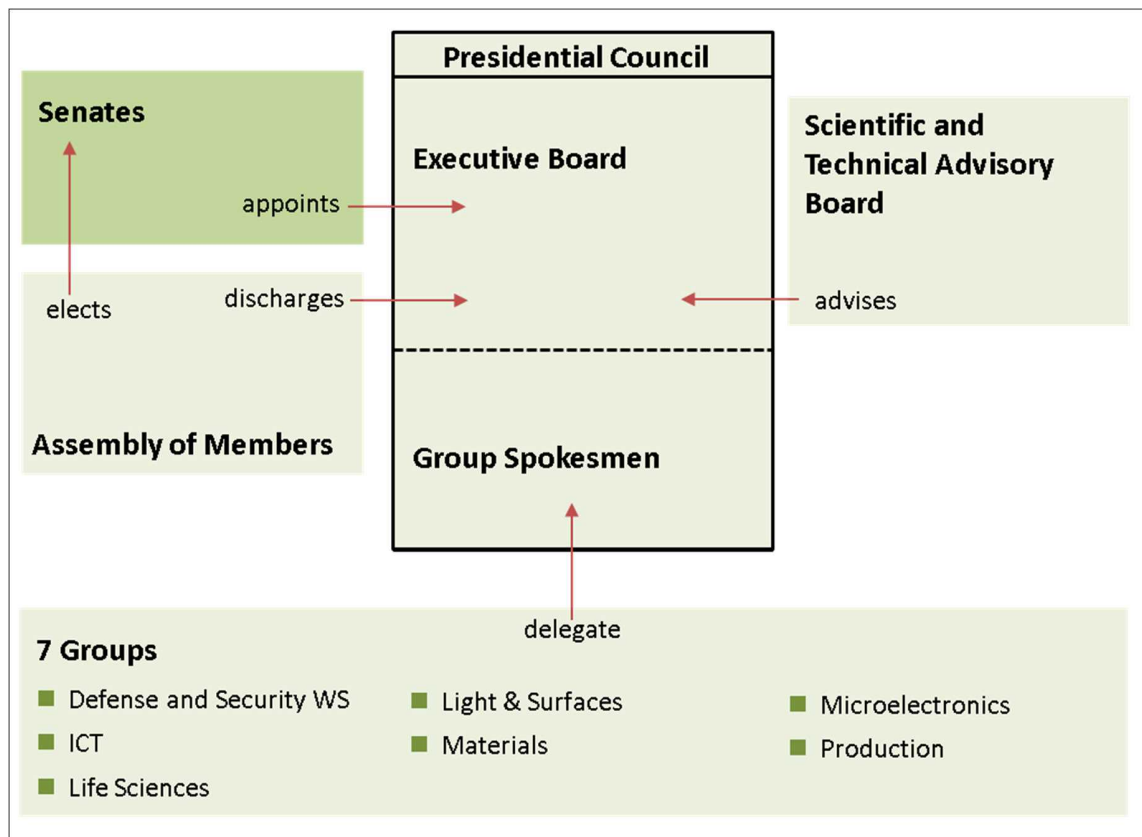 Presidential Council
Senates
appoints
Executive Board
Scientific and
Technical Advisory
Board
elects
discharges
advises
Assembly of Members
Group Spokesmen
delegate
7 Groups
Defense and Security WS
ICT
Life Sciences
Light & Surfaces
Materials
Microelectronics
Production